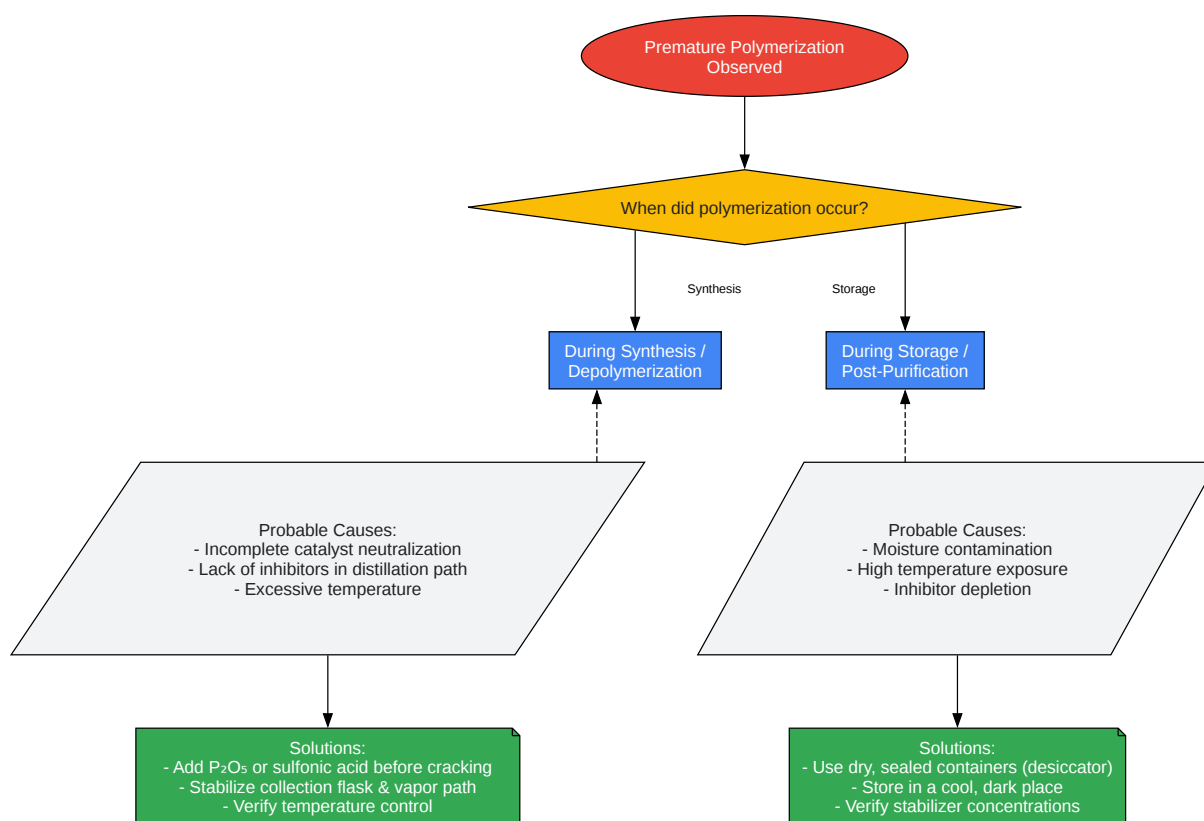 Premature Polymerization
Observed
When did polymerization occur?
Synthesis
Storage
During Synthesis /
Depolymerization
During Storage /
Post-Purification
Probable Causes:
- Incomplete catalyst neutralization
- Lack of inhibitors in distillation path
- Excessive temperature
Probable Causes:
- Moisture contamination
- High temperature exposure
- Inhibitor depletion
Solutions:
- Add P₂O₅ or sulfonic acid before cracking
- Stabilize collection flask & vapor path
- Verify temperature control
Solutions:
- Use dry, sealed containers (desiccator)
- Store in a cool, dark place
- Verify stabilizer concentrations